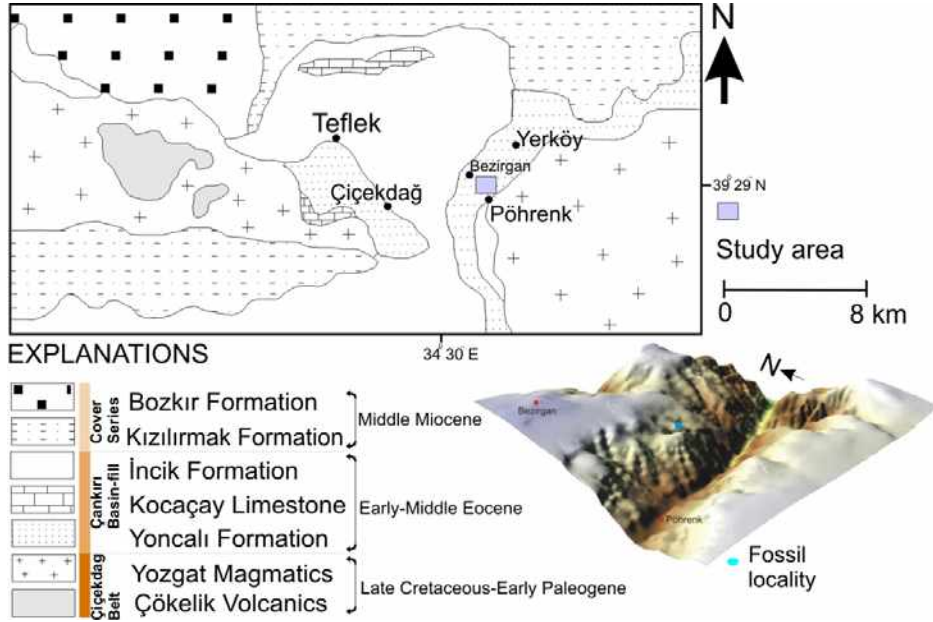 N
Teflek
Yerköy
Bezirgan
39 29 N
Çiçekdağ
Pöhrenk
Study area
0 8 km
34 30 E
EXPLANATIONS
Cover
Series
Bozkır Formation
Kızılırmak Formation
Middle Miocene
Çankırı
Basin-fill
İncik Formation
Kocaçay Limestone
Yoncalı Formation
Early-Middle Eocene
Çiçekdag
Belt
Yozgat Magmatics
Çökelik Volcanics
Late Cretaceous-Early Paleogene
N
Bezirgan
Pöhrenk
Fossil
locality